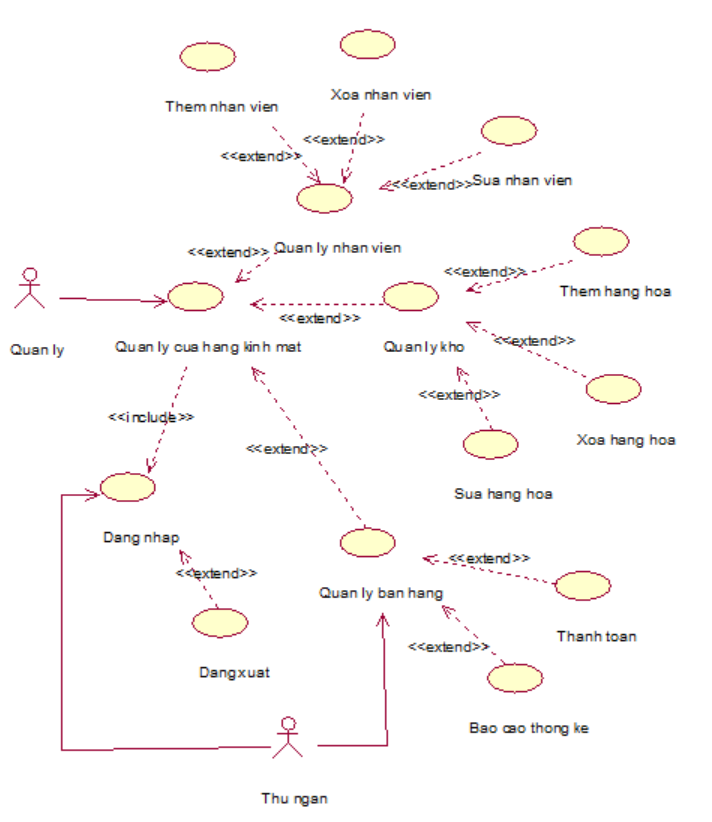 Xoa nhan vien
Them nhan vien
<<extend>>
<<extend>>
<<extend>>
Sua nhan vien
<<extend>>
Quan ly nhan vien
<<extend>>
Them hang hoa
<<extend>>
Quan ly
Quan ly cua hang kinh mat
Quan ly kho
<<extend>>
<<extend>>
<<include>>
Xoa hang hoa
<<extend>>
Sua hang hoa
Dang nhap
<<extend>>
<<extend>>
Quan ly ban hang
Thanh toan
<<extend>>
Dang xuat
Bao cao thong ke
Thu ngan